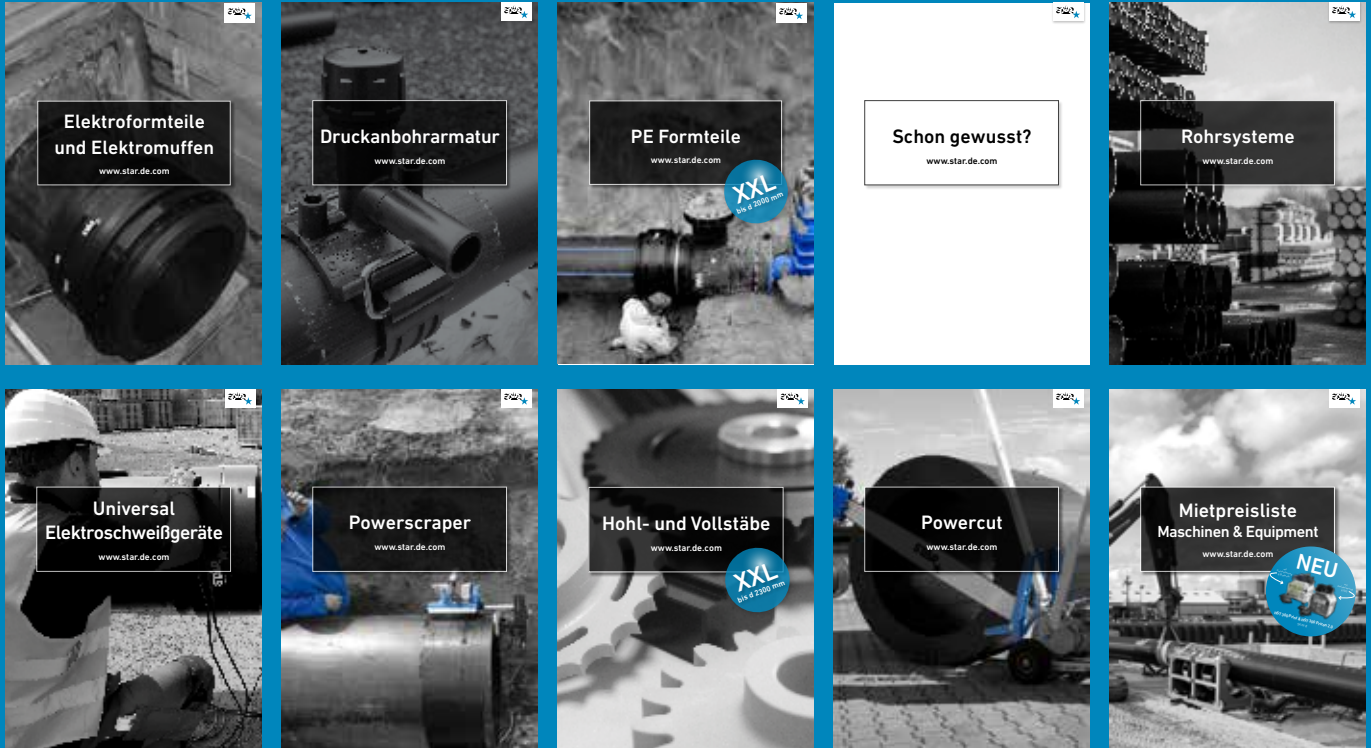 Elektroformteile
und Elektromuffen
www.star.de.com
Druckanbohrarmatur
www.star.de.com
PE Formteile
www.star.de.com
XXL
bis d 2000 mm
Schon gewusst?
www.star.de.com
Rohrsysteme
www.star.de.com
Universal
Elektroschweißgeräte
www.star.de.com
Powerscraper
www.star.de.com
Hohl- und Vollstäbe
www.star.de.com
XXL
bis d 2300 mm
Powercut
www.star.de.com
Mietpreisliste
Maschinen & Equipment
www.star.de.com
NEU